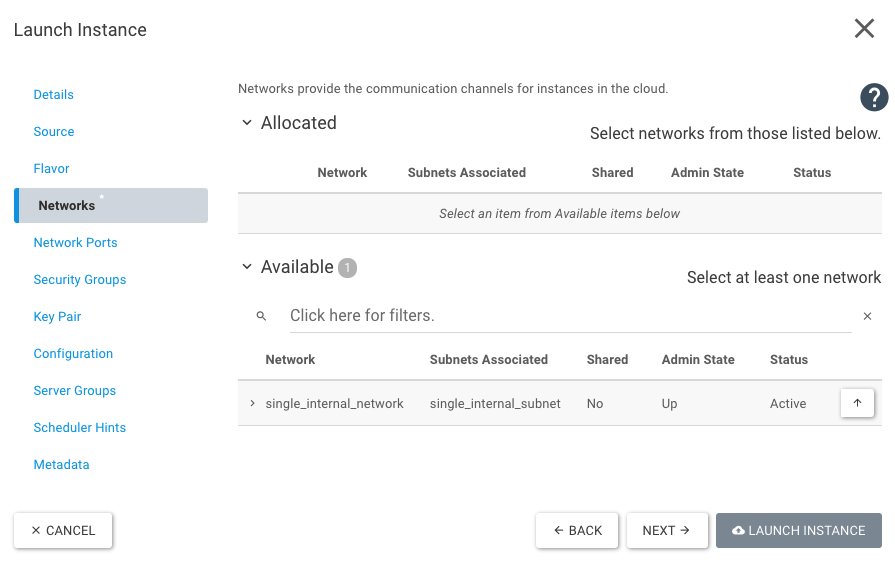 Launch Instance
Details
Source
Flavor
Networks *
Network Ports
Security Groups
Key Pair
Configuration
Server Groups
Scheduler Hints
Metadata
Networks provide the communication channels for instances in the cloud.
?
Allocated
Select networks from those listed below.
Network Subnets Associated Shared Admin State Status
Select an item from Available items below
Available 1
Select at least one network
Click here for filters.
Network Subnets Associated Shared Admin State Status
single_internal_network single_internal_subnet No Up Active
CANCEL
BACK
NEXT
LAUNCH INSTANCE